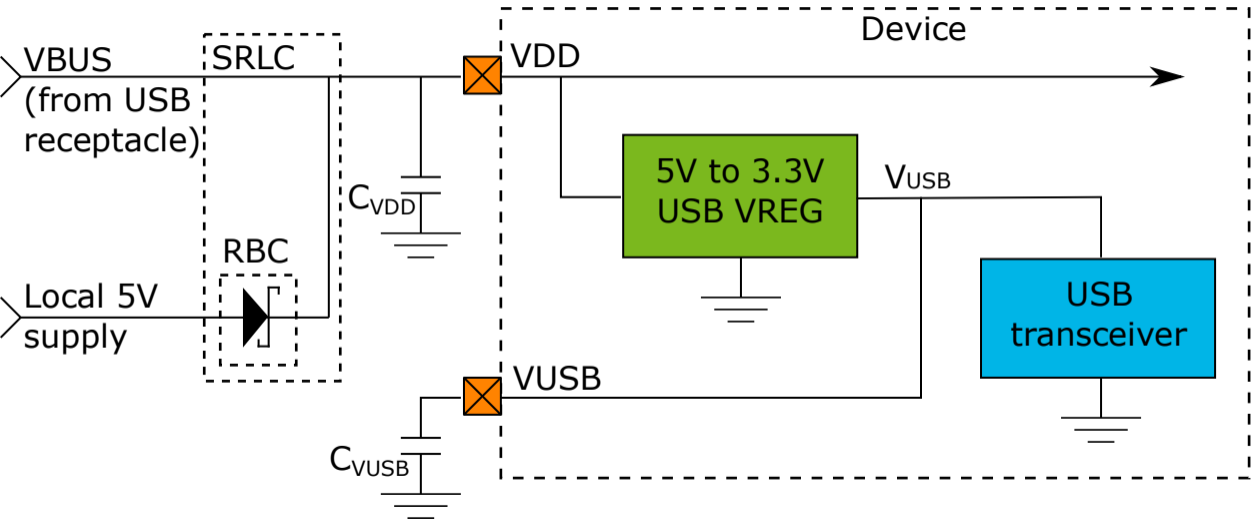 Device
VBUS
(from USB
receptacle)
SRLC
VDD
5V to 3.3V
USB VREG
VUSB
CVDD
RBC
Local 5V
supply
USB
transceiver
VUSB
CVUSB